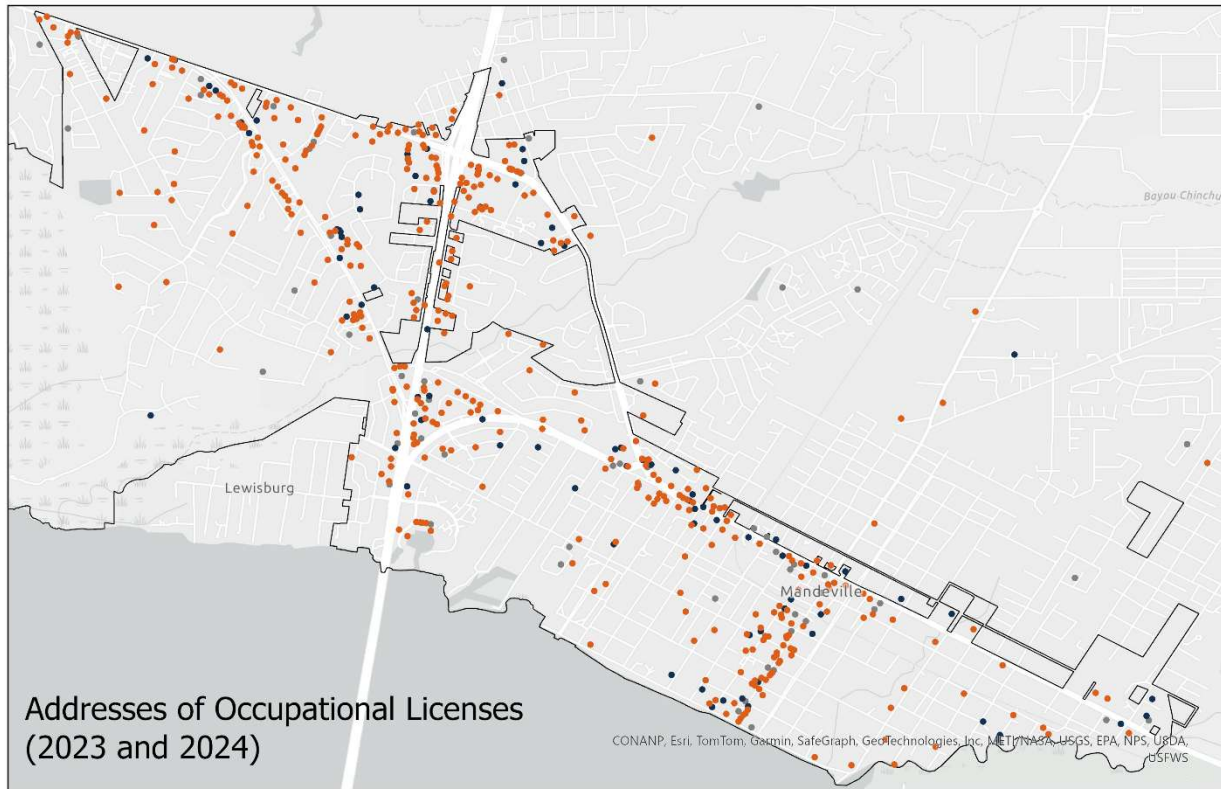 Bayou Chinchu
Lewisburg
Mandeville
Addresses of Occupational Licenses
(2023 and 2024)
CONANP, Esri, TomTom, Garmin, SafeGraph, GeoTechnologies, Inc, METI/NASA, USGS, EPA, NPS, USDA,
USFWS